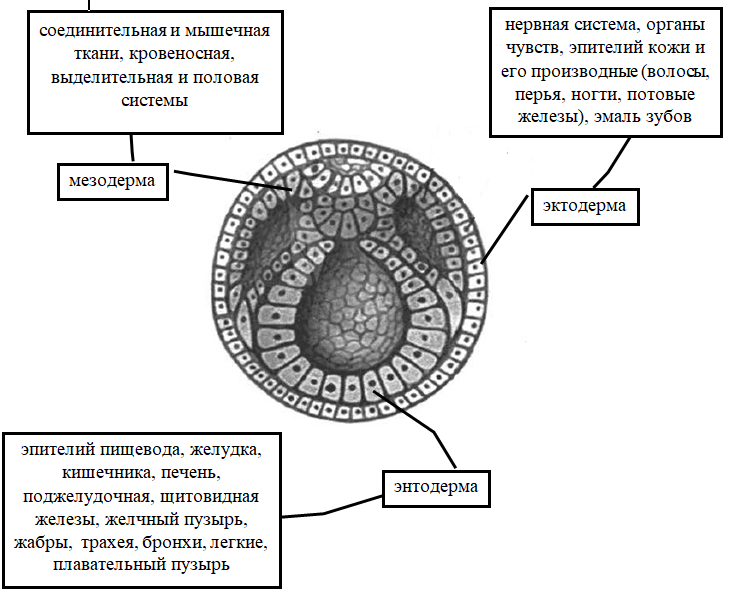 соединительная и мышечная
ткани, кровеносная,
выделительная и половая
системы
нервная система, органы
чувств, эпителий кожи и
его производные (волосы,
перья, ногти, потовые
железы), эмаль зубов
мезодерма
эктодерма
эпителий пищевода, желудка,
кишечника, печень,
поджелудочная, щитовидная
железы, желчный пузырь,
жабры, трахея, бронхи, легкие,
плавательный пузырь
энтодерма